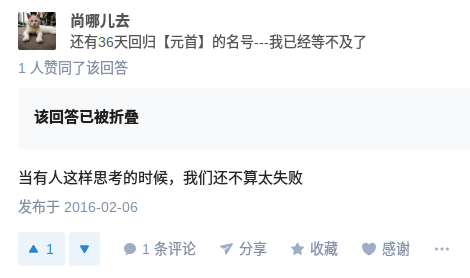 尚哪儿去
还有36天回归【元首】的名号---我已经等不及了
1 人赞同了该回答
该回答已被折叠
当有人这样思考的时候，我们还不算太失败
发布于 2016-02-06
1 1 条评论 分享 收藏 感谢